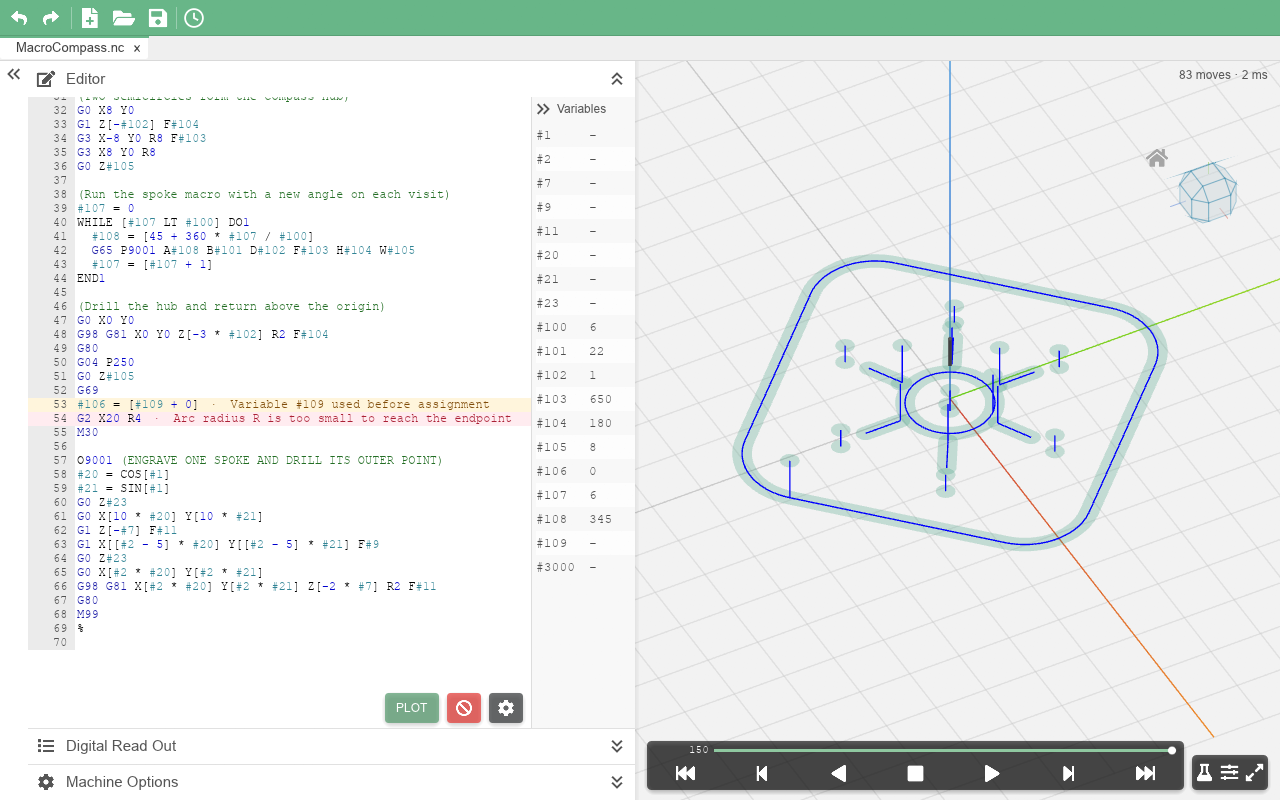 MacroCompass.nc x
Editor
83 moves · 2 ms
31 (Two semicircles form the compass hub)
32 G0 X8 Y0
33 G1 Z[-#102] F#104
34 G3 X-8 Y0 R8 F#103
35 G3 X8 Y0 R8
36 G0 Z#105
37
38 (Run the spoke macro with a new angle on each visit)
39 #107 = 0
40 WHILE [#107 LT #100] DO1
41 #108 = [45 + 360 * #107 / #100]
42 G65 P9001 A#108 B#101 D#102 F#103 H#104 W#105
43 #107 = [#107 + 1]
44 END1
45
46 (Drill the hub and return above the origin)
47 G0 X0 Y0
48 G98 G81 X0 Y0 Z[-3 * #102] R2 F#104
49 G80
50 G04 P250
51 G0 Z#105
52 G69
53 #106 = [#109 + 0] · Variable #109 used before assignment
54 G2 X20 R4 · Arc radius R is too small to reach the endpoint
55 M30
56
57 O9001 (ENGRAVE ONE SPOKE AND DRILL ITS OUTER POINT)
58 #20 = COS[#1]
59 #21 = SIN[#1]
60 G0 Z#23
61 G0 X[10 * #20] Y[10 * #21]
62 G1 Z[-#7] F#11
63 G1 X[[#2 - 5] * #20] Y[[#2 - 5] * #21] F#9
64 G0 Z#23
65 G0 X[#2 * #20] Y[#2 * #21]
66 G98 G81 X[#2 * #20] Y[#2 * #21] Z[-2 * #7] R2 F#11
67 G80
68 M99
69 %
70
Variables
#1 –
#2 –
#7 –
#9 –
#11 –
#20 –
#21 –
#23 –
#100 6
#101 22
#102 1
#103 650
#104 180
#105 8
#106 0
#107 6
#108 345
#109 –
#3000 –
PLOT
Digital Read Out
Machine Options
150